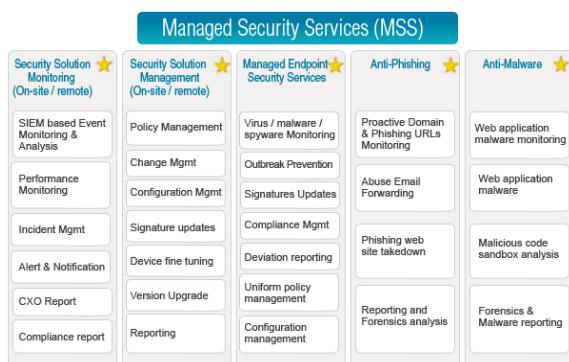 Managed Security Services (MSS)
Security Solution
Monitoring
(On-site / remote)
SIEM based Event
Monitoring &
Analysis
Performance
Monitoring
Incident Mgmt
Alert & Notification
CXO Report
Compliance report
Security Solution
Management
(On-site / remote)
Policy Management
Change Mgmt
Configuration Mgmt
Signature updates
Device fine tuning
Version Upgrade
Reporting
Managed Endpoint
Security Services
Virus / malware /
spyware Monitoring
Outbreak Prevention
Signatures Updates
Compliance Mgmt
Deviation reporting
Uniform policy
management
Configuration
management
Anti-Phishing
Proactive Domain
& Phishing URLs
Monitoring
Abuse Email
Forwarding
Phishing web
site takedown
Reporting and
Forensics analysis
Anti-Malware
Web application
malware monitoring
Web application
malware
Malicious code
sandbox analysis
Forensics &
Malware reporting